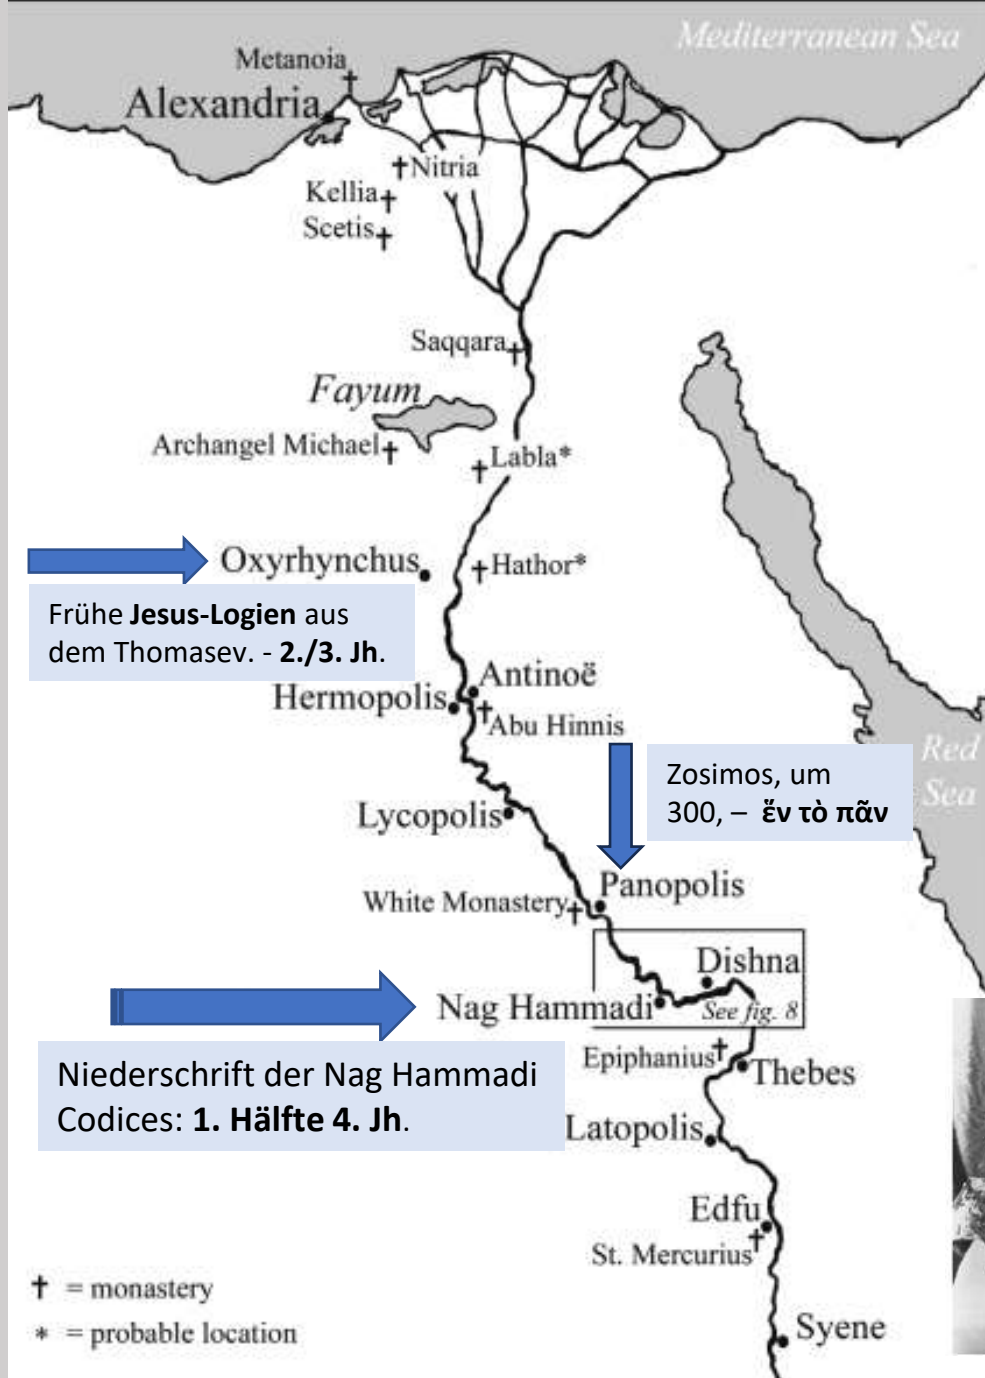 Mediterranean Sea
Metanoia
Alexandria
Nitria
Kellia
Scetis
Saqqara
Fayum
Archangel Michael
Labla*
Oxyrhynchus
Hathor*
Frühe Jesus-Logien aus
dem Thomasev. - 2./3. Jh.
Antinoë
Hermopolis
Abu Hinnis
Red
Sea
Zosimos, um
300, – ἕν τὸ πᾶν
Lycopolis
Panopolis
White Monastery
Dishna
Nag Hammadi
See fig. 8
Niederschrift der Nag Hammadi
Codices: 1. Hälfte 4. Jh.
Epiphanius
Thebes
Latopolis
Edfu
St. Mercurius
† = monastery
* = probable location
Syene